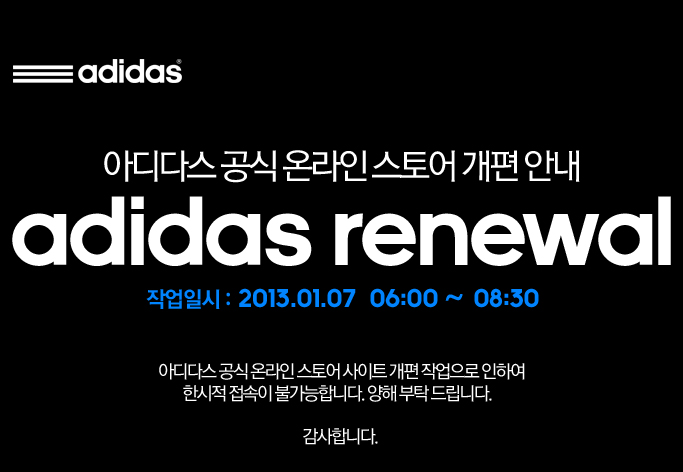 adidas®
아디다스 공식 온라인 스토어 개편 안내
adidas renewal
작업일시 : 2013.01.07 06:00 ~ 08:30
아디다스 공식 온라인 스토어 사이트 개편 작업으로 인하여
한시적 접속이 불가능합니다. 양해 부탁 드립니다.
감사합니다.